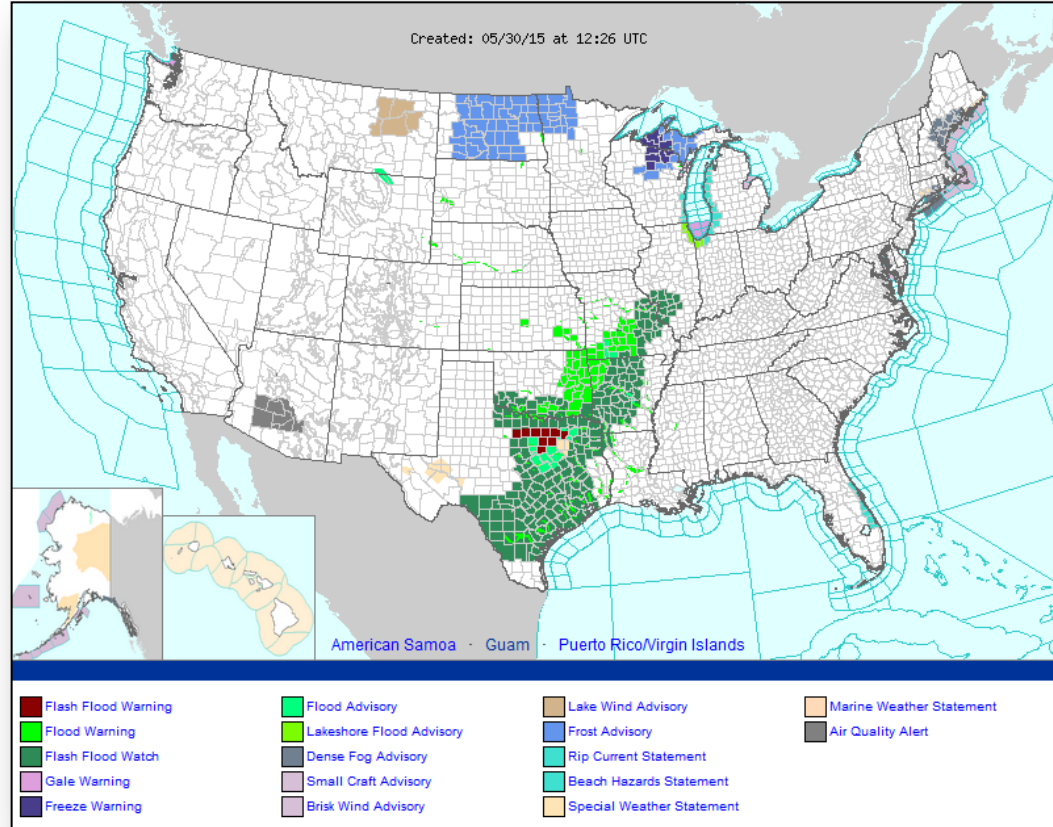 Created: 05/30/15 at 12:26 UTC
American Samoa · Guam · Puerto Rico/Virgin Islands
Flash Flood Warning
Flood Warning
Flash Flood Watch
Gale Warning
Freeze Warning
Flood Advisory
Lakeshore Flood Advisory
Dense Fog Advisory
Small Craft Advisory
Brisk Wind Advisory
Lake Wind Advisory
Frost Advisory
Rip Current Statement
Beach Hazards Statement
Special Weather Statement
Marine Weather Statement
Air Quality Alert